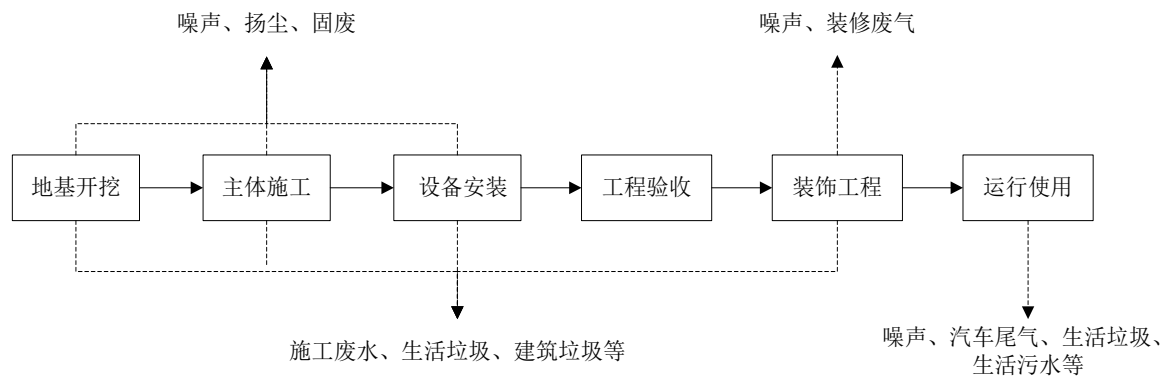 噪声、扬尘、固废
噪声、装修废气
地基开挖
主体施工
设备安装
工程验收
装饰工程
运行使用
施工废水、生活垃圾、建筑垃圾等
噪声、汽车尾气、生活垃圾、
生活污水等